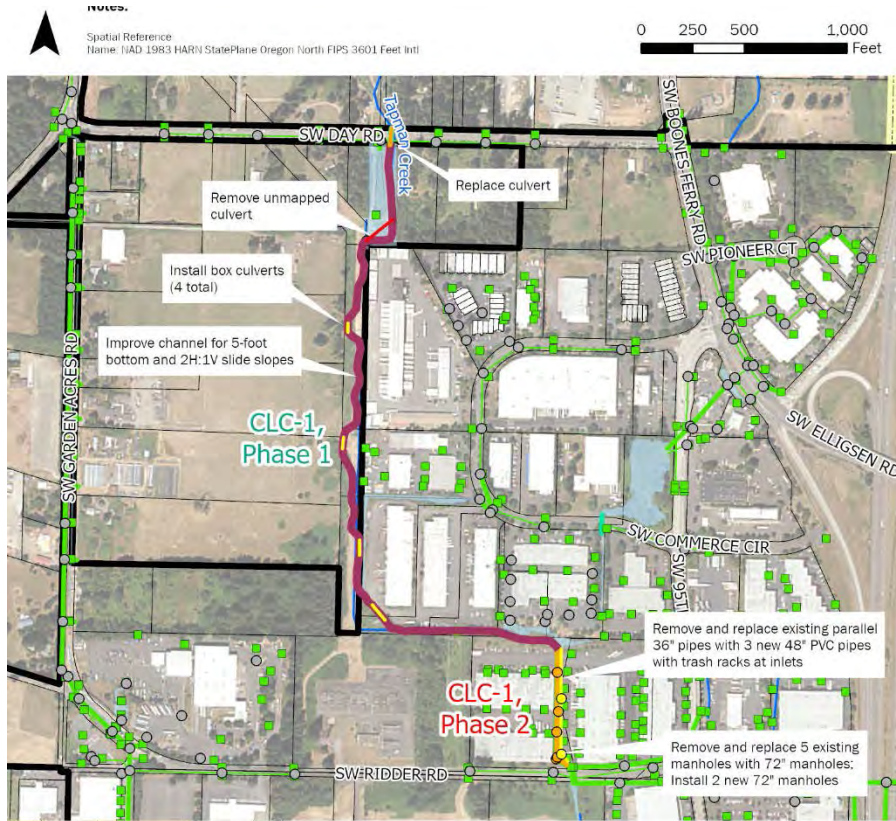 Notes:
Spatial Reference
Name: NAD 1983 HARN StatePlane Oregon North FIPS 3601 Feet Intl
0 250 500 1,000
Feet
Tapman Creek
SW BOONES FERRY RD
SW DAY RD
Replace culvert
Remove unmapped
culvert
SW PIONEER CT
Install box culverts
(4 total)
Improve channel for 5-foot
bottom and 2H:1V slide slopes
SW GARDEN ACRES RD
CLC-1,
Phase 1
SW ELLIGSEN RD
SW COMMERCE CIR
SW 95T
Remove and replace existing parallel
36" pipes with 3 new 48" PVC pipes
with trash racks at inlets
CLC-1,
Phase 2
Remove and replace 5 existing
manholes with 72" manholes;
Install 2 new 72" manholes
SW RIDDER RD